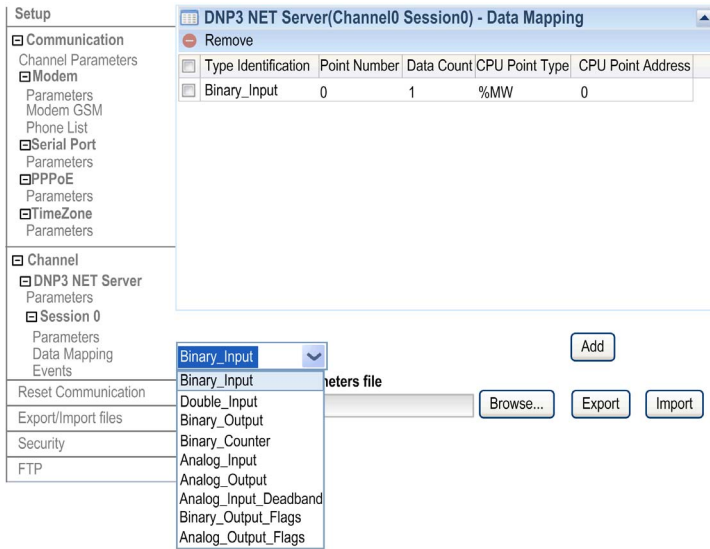 Setup
Communication
Channel Parameters
Modem
Parameters
Modem GSM
Phone List
Serial Port
Parameters
PPPoE
Parameters
TimeZone
Parameters
Channel
DNP3 NET Server
Parameters
Session 0
Parameters
Data Mapping
Events
Reset Communication
Export/Import files
Security
FTP
DNP3 NET Server(Channel0 Session0) - Data Mapping
Remove
Type Identification Point Number Data Count CPU Point Type CPU Point Address
Binary_Input 0 1 %MW 0
Binary_Input
Add
Binary_Input
Double_Input
Binary_Output
Binary_Counter
Analog_Input
Analog_Output
Analog_Input_Deadband
Binary_Output_Flags
Analog_Output_Flags
file
Browse... Export Import